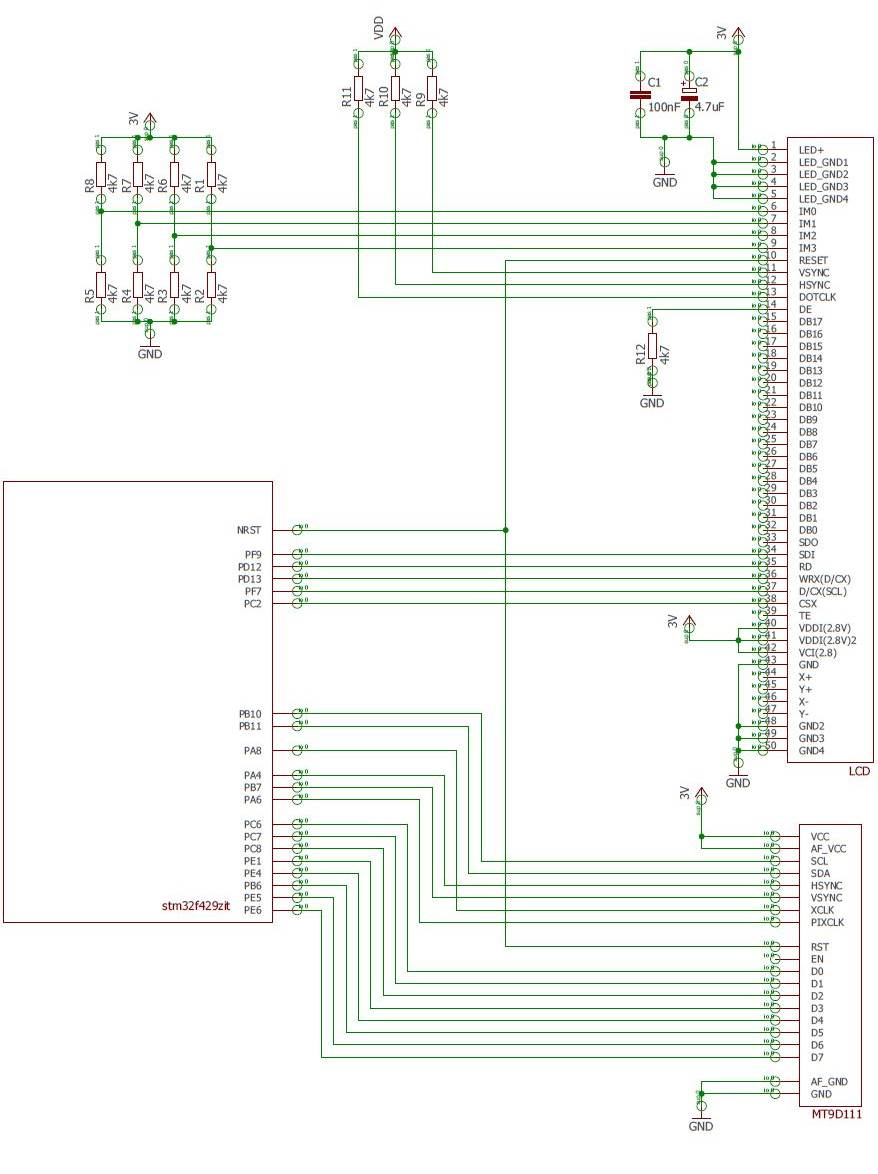 VDD
3V
R11
4k7
R10
4k7
R9
4k7
C1
100nF
C2
4.7uF
GND
3V
R8
4k7
R7
4k7
R6
4k7
R1
4k7
R5
4k7
R4
4k7
R3
4k7
R2
4k7
GND
R12
4k7
GND
1 LED+
2 LED_GND1
3 LED_GND2
4 LED_GND3
5 LED_GND4
6 IM0
7 IM1
8 IM2
9 IM3
10 RESET
11 VSYNC
12 HSYNC
13 DOTCLK
14 DE
15 DB17
16 DB16
17 DB15
18 DB14
19 DB13
20 DB12
21 DB11
22 DB10
23 DB9
24 DB8
25 DB7
26 DB6
27 DB5
28 DB4
29 DB3
30 DB2
31 DB1
32 DB0
33 SDO
34 SDI
35 RD
36 WRX(D/CX)
37 D/CX(SCL)
38 CSX
39 TE
40 VDDI(2.8V)
41 VDDI(2.8V)2
42 VCI(2.8)
43 GND
44 X+
45 Y+
46 X-
47 Y-
48 GND2
49 GND3
50 GND4
LCD
3V
GND
NRST
PF9
PD12
PD13
PF7
PC2
PB10
PB11
PA8
PA4
PB7
PA6
PC6
PC7
PC8
PE1
PE4
PB6
PE5
PE6
stm32f429zit
3V
VCC
AF_VCC
SCL
SDA
HSYNC
VSYNC
XCLK
PIXCLK
RST
EN
D0
D1
D2
D3
D4
D5
D6
D7
AF_GND
GND
MT9D111
GND